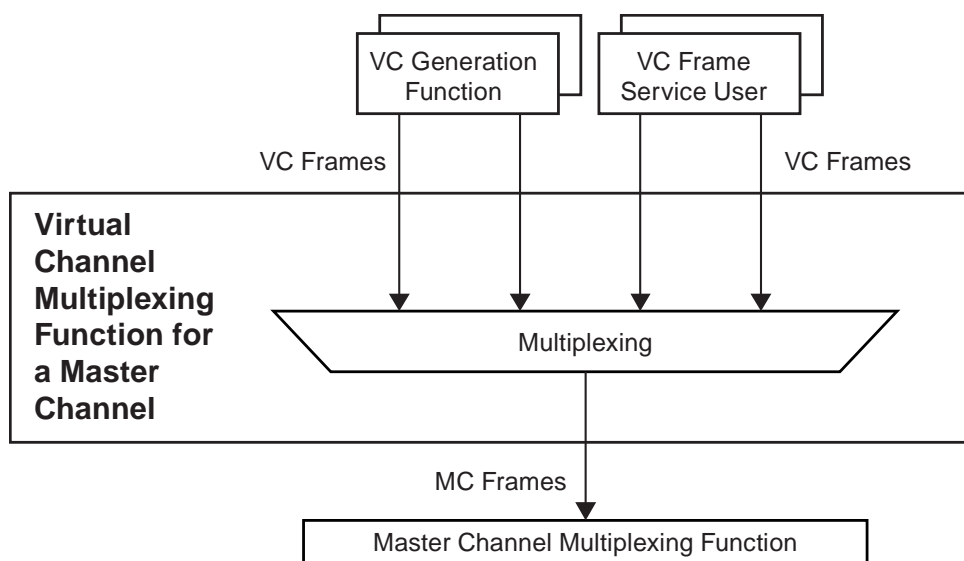 VC Generation
Function
VC Frame
Service User
VC Frames
VC Frames
Virtual
Channel
Multiplexing
Function for
a Master
Channel
Multiplexing
MC Frames
Master Channel Multiplexing Function